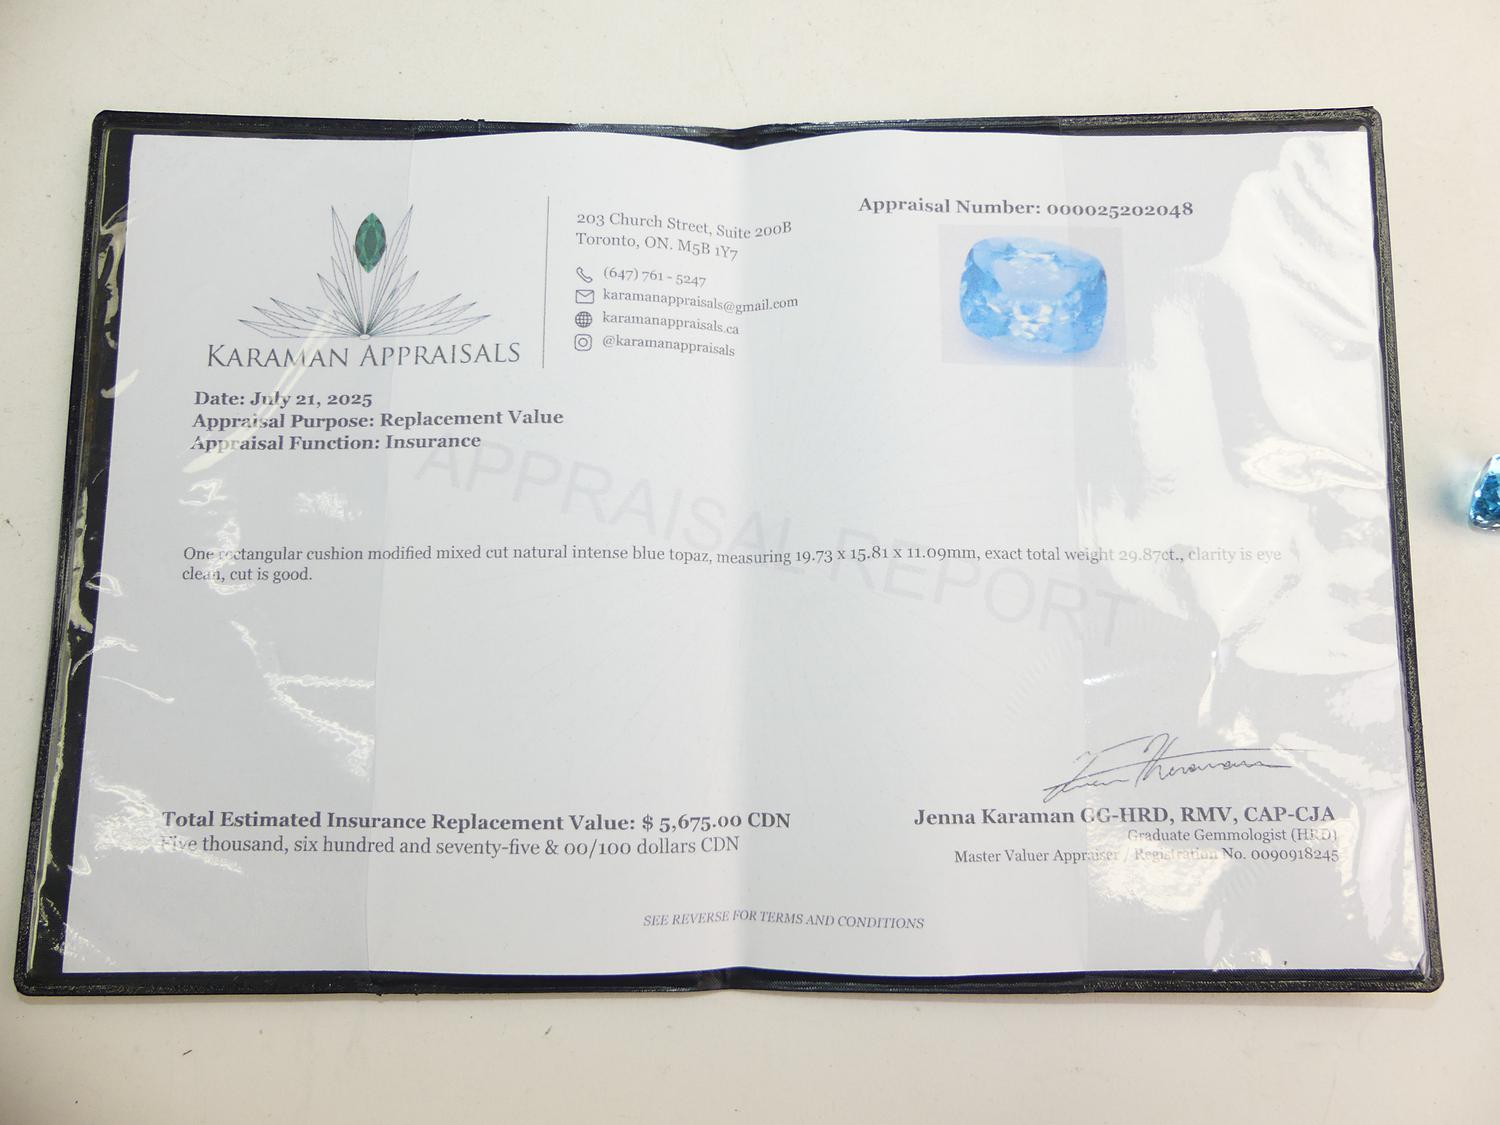 203 Church Street, Suite 200B
Toronto, ON. M5B 1Y7
(647) 761 - 5247
karamanappraisals@gmail.com
karamanappraisals.ca
@karamanappraisals
KARAMAN APPRAISALS
Appraisal Number: 000025202048
Date: July 21, 2025
Appraisal Purpose: Replacement Value
Appraisal Function: Insurance
APPRAISAL REPORT
One rectangular cushion modified mixed cut natural intense blue topaz, measuring 19.73 x 15.81 x 11.09mm, exact total weight 29.87ct., clarity is eye
clean, cut is good.
Total Estimated Insurance Replacement Value: $ 5,675.00 CDN
Five thousand, six hundred and seventy-five & 00/100 dollars CDN
Jenna Karaman GG-HRD, RMV, CAP-CJA
Graduate Gemmologist (HRD)
Master Valuer Appraiser / Registration No. 0090918245
SEE REVERSE FOR TERMS AND CONDITIONS